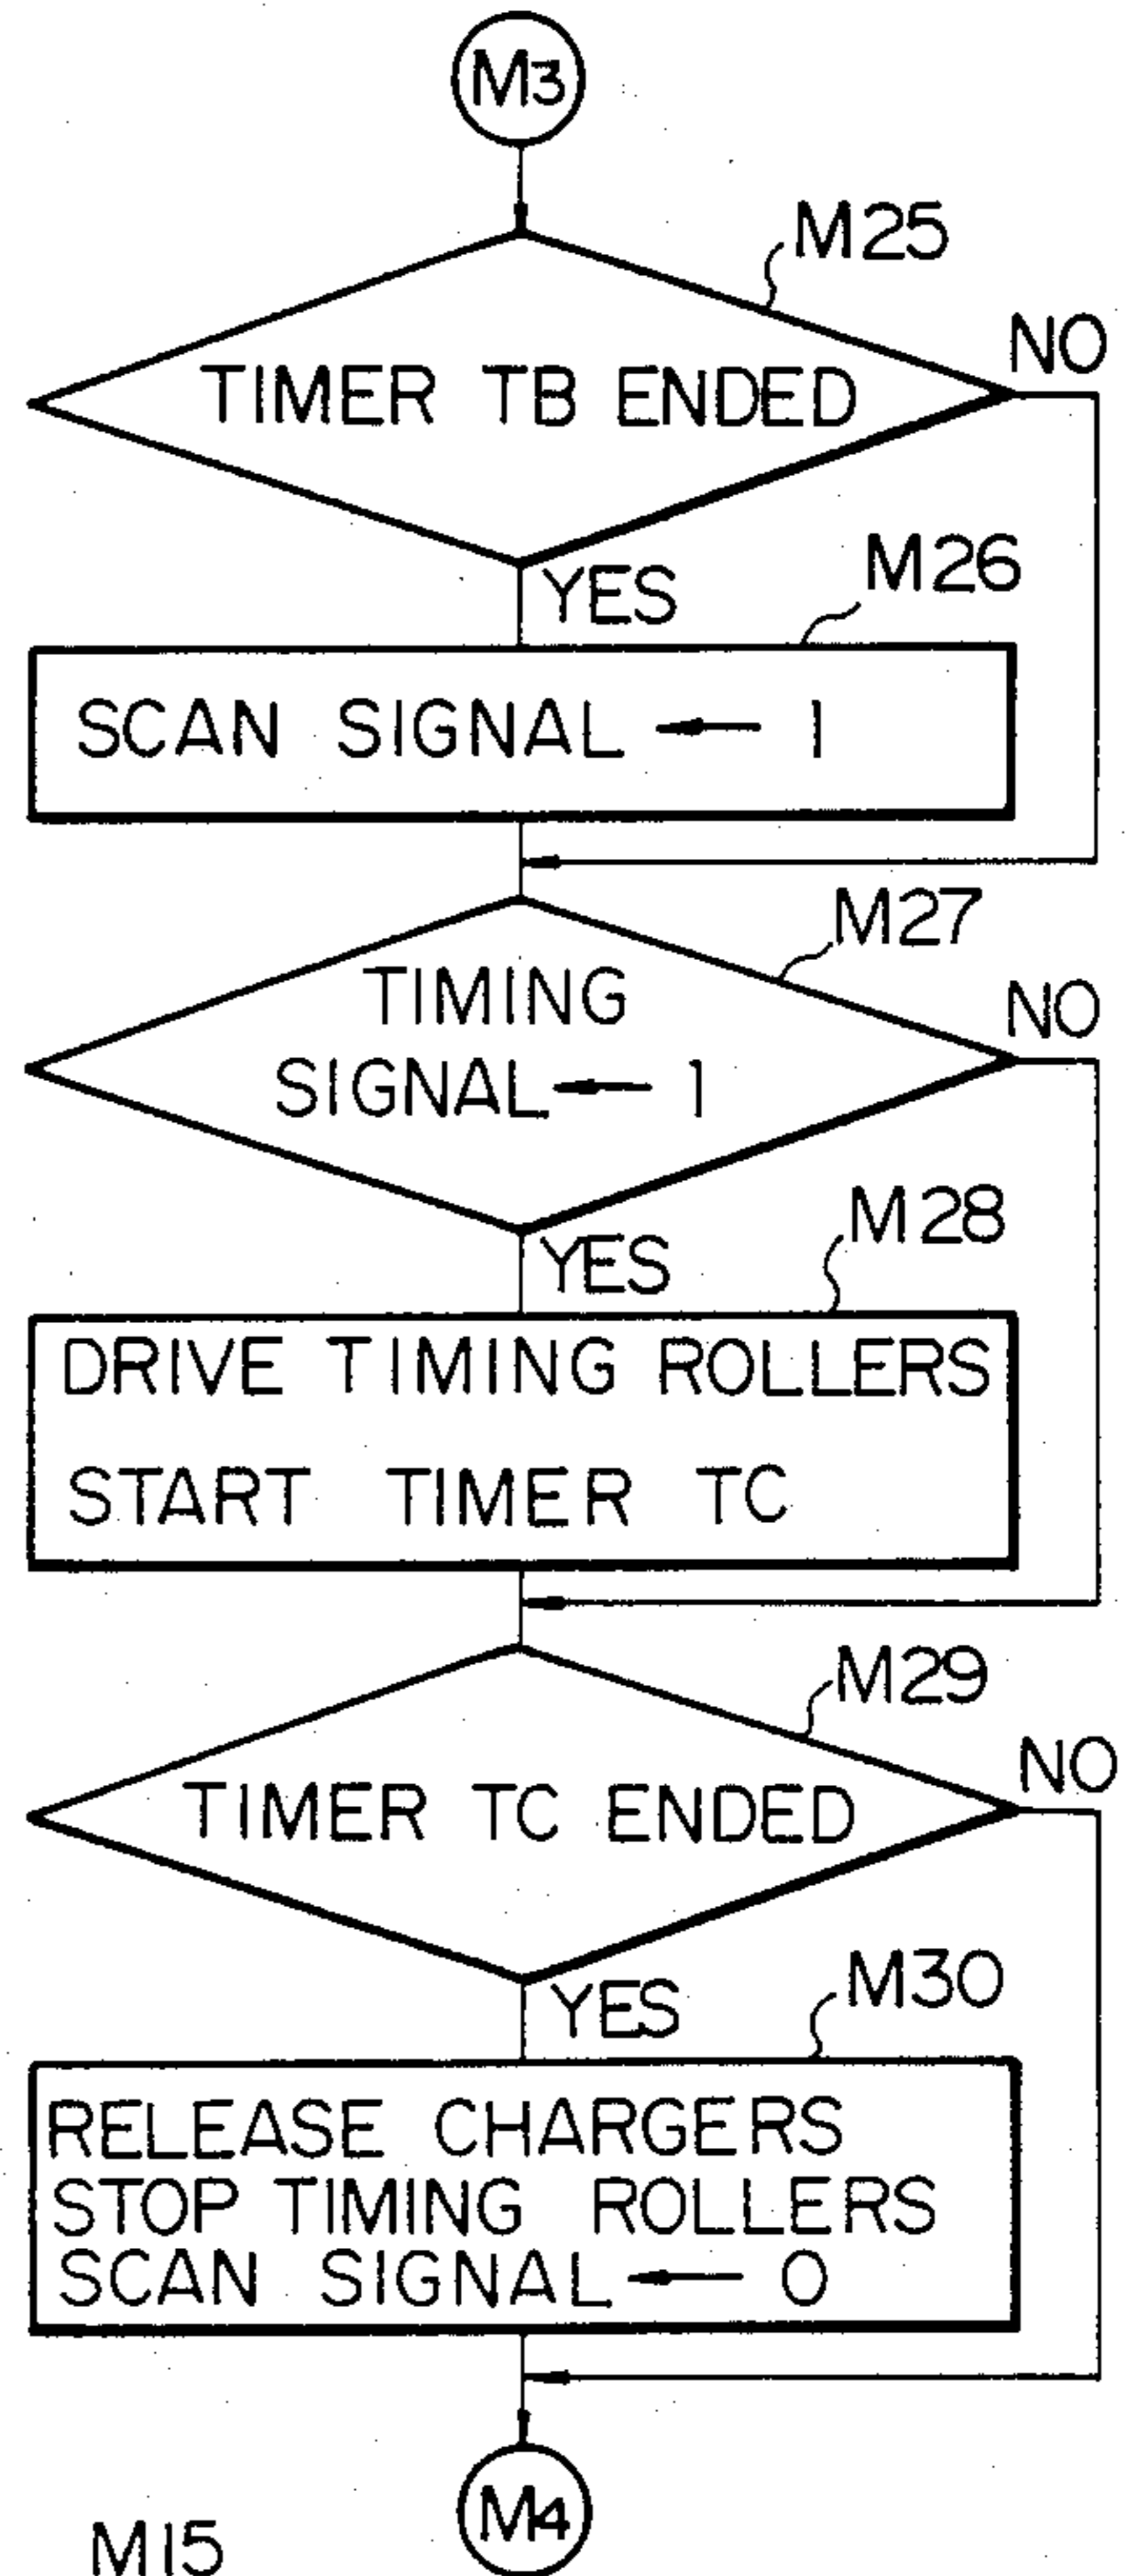 M3
M25
NO
TIMER TB ENDED
YES
M26
SCAN SIGNAL ← 1
M27
NO
TIMING
SIGNAL ← 1
YES
M28
DRIVE TIMING ROLLERS
START TIMER TC
M29
NO
TIMER TC ENDED
YES
M30
RELEASE CHARGERS
STOP TIMING ROLLERS
SCAN SIGNAL ← 0
M4
M15